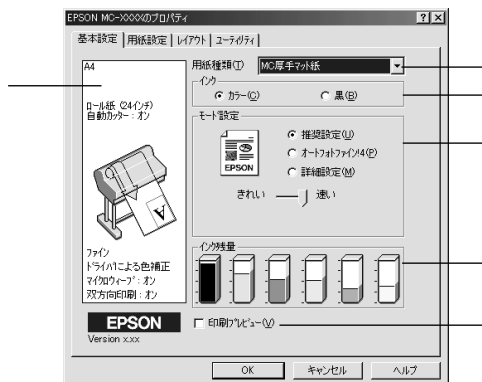 EPSON MC-XXXXのプロパティ
基本設定 用紙設定 レイアウト ユーティリティ
A4
ロール紙 (24インチ)
自動カッター：オン
ファイン
ドライバによる色補正
マイクロウィーブ：オン
双方向印刷：オン
EPSON
Version x.xx
用紙種類(T) MC厚手マット紙
インク
カラー(C) 黒(B)
モード設定
EPSON
推奨設定(U)
オートフォトファイン!4(P)
詳細設定(M)
きれい 速い
インク残量
印刷プレビュー(V)
OK キャンセル ヘルプ